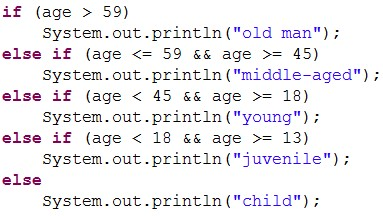 if (age > 59)
    System.out.println("old man");
else if (age <= 59 && age >= 45)
    System.out.println("middle-aged");
else if (age < 45 && age >= 18)
    System.out.println("young");
else if (age < 18 && age >= 13)
    System.out.println("juvenile");
else
    System.out.println("child");